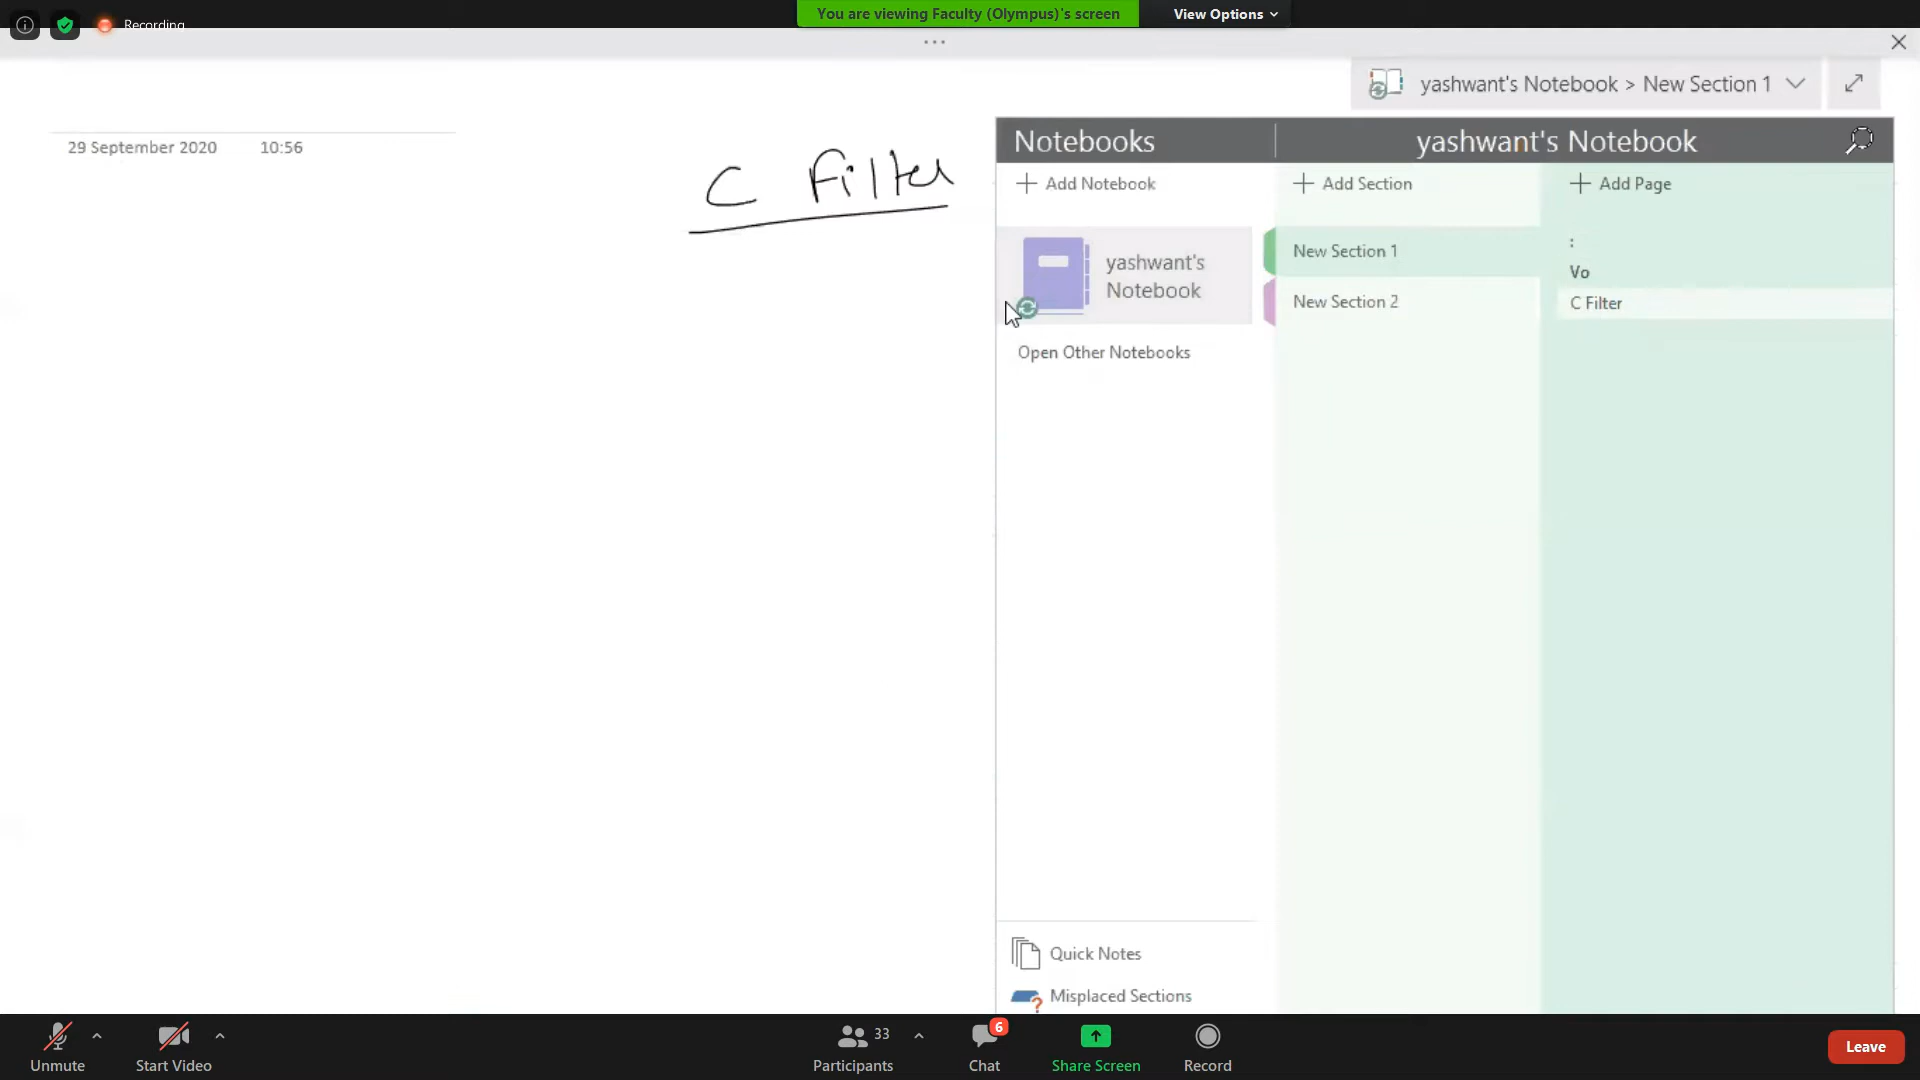 Recording
You are viewing Faculty (Olympus)'s screen
View Options
yashwant's Notebook > New Section 1
29 September 2020 10:56
C Filter
Notebooks
yashwant's Notebook
Add Notebook
Add Section
Add Page
yashwant's
Notebook
New Section 1
New Section 2
:
Vo
C Filter
Open Other Notebooks
Quick Notes
Misplaced Sections
Unmute
Start Video
Participants
33
Chat
6
Share Screen
Record
Leave